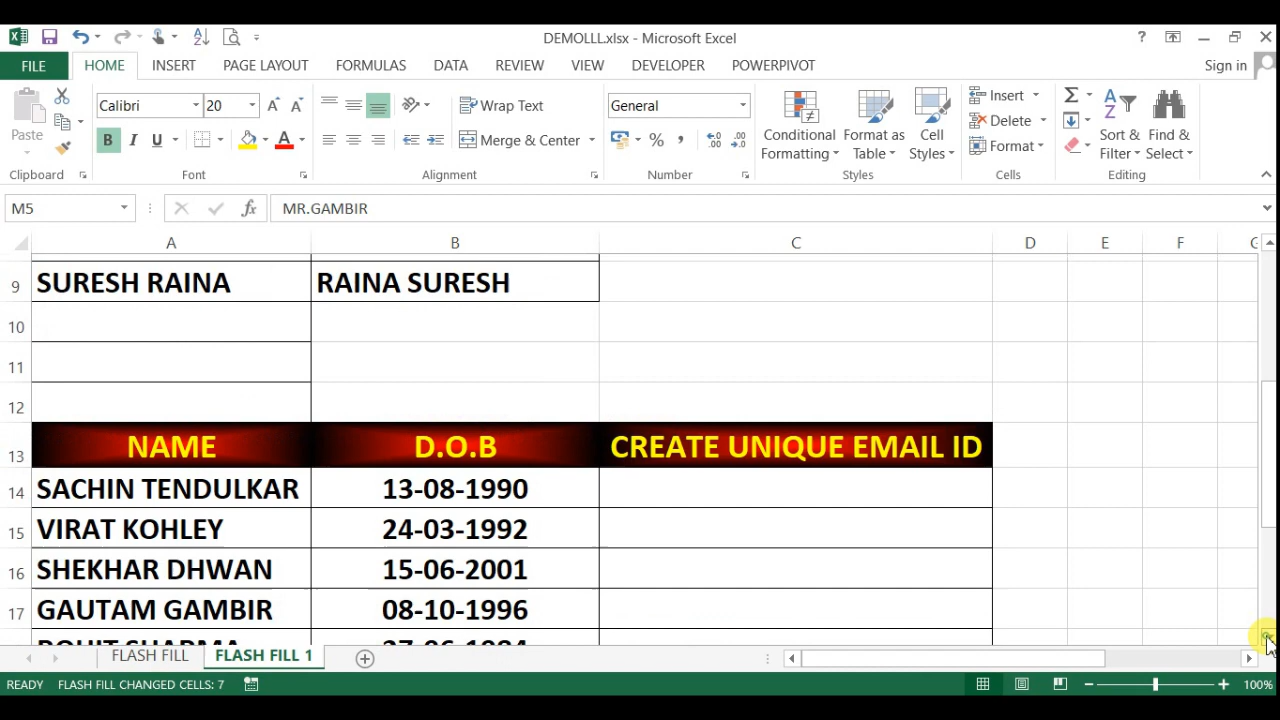 DEMOLLL.xlsx - Microsoft Excel
?
FILE HOME INSERT PAGE LAYOUT FORMULAS DATA REVIEW VIEW DEVELOPER POWERPIVOT Sign in
Paste
Calibri 20
B I U
Wrap Text
Merge & Center
General
%
Conditional Formatting
Format as Table
Cell Styles
Insert
Delete
Format
Sort & Filter
Find & Select
Clipboard Font Alignment Number Styles Cells Editing
M5 fx MR.GAMBIR
A B C D E F
9 SURESH RAINA RAINA SURESH
10
11
12
13 NAME D.O.B CREATE UNIQUE EMAIL ID
14 SACHIN TENDULKAR 13-08-1990
15 VIRAT KOHLEY 24-03-1992
16 SHEKHAR DHWAN 15-06-2001
17 GAUTAM GAMBIR 08-10-1996
FLASH FILL FLASH FILL 1
READY FLASH FILL CHANGED CELLS: 7 100%